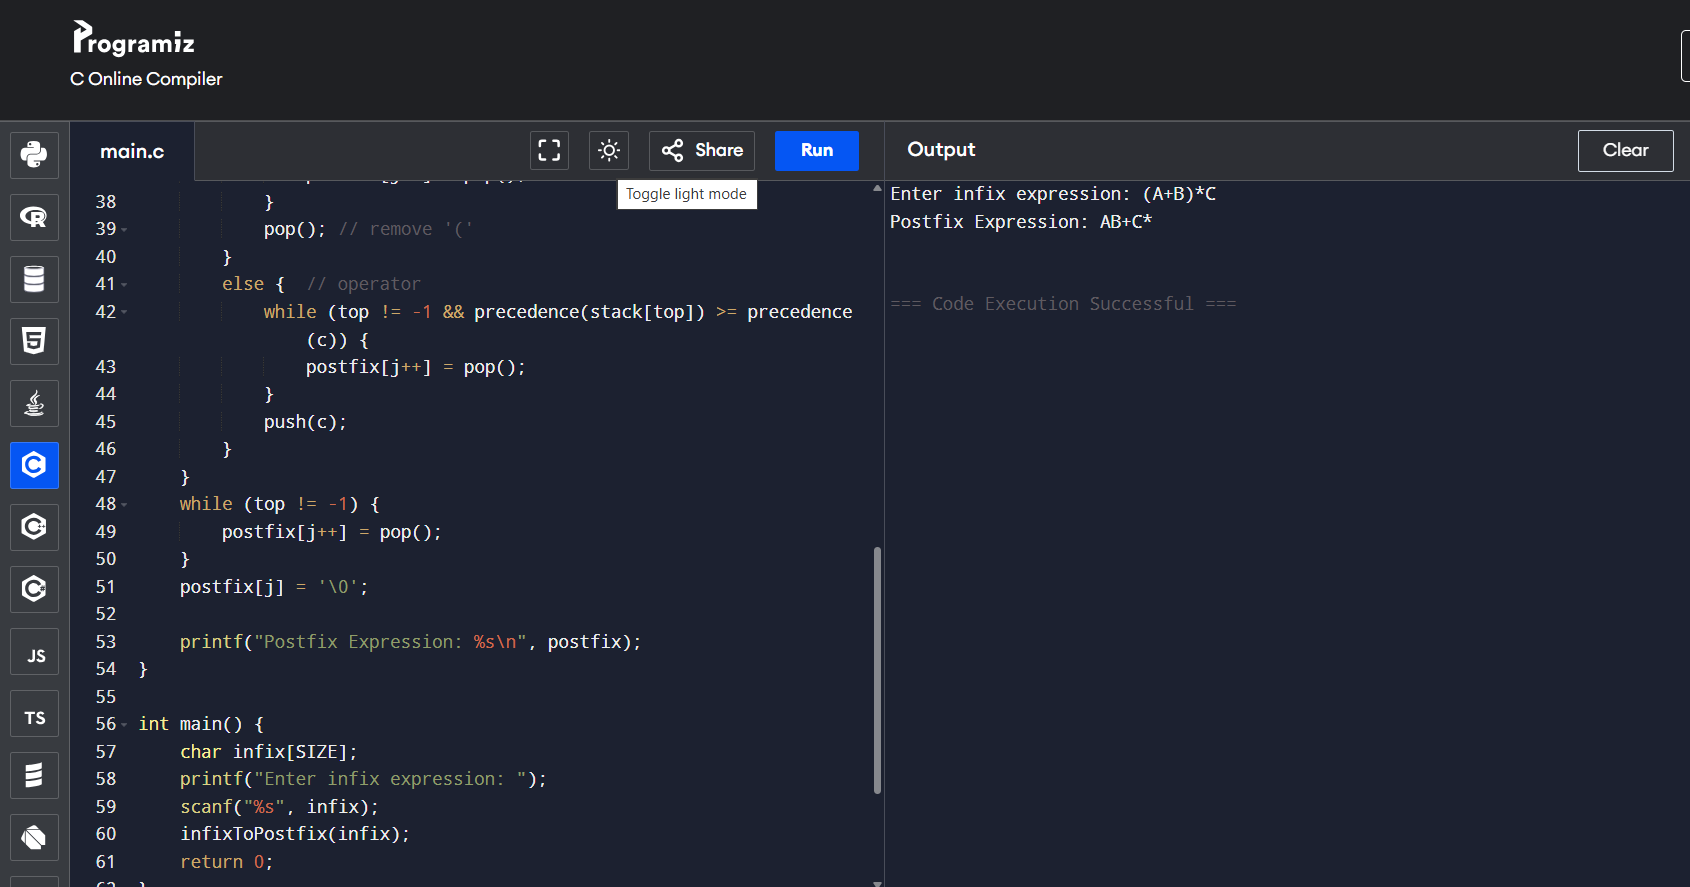 Programiz
C Online Compiler
main.c
Share
Run
Output
Clear
Toggle light mode
38 }
39 pop(); // remove '('
40 }
41 else {  // operator
42 while (top != -1 && precedence(stack[top]) >= precedence
(c)) {
43 postfix[j++] = pop();
44 }
45 push(c);
46 }
47 }
48 while (top != -1) {
49 postfix[j++] = pop();
50 }
51 postfix[j] = '\0';
52
53 printf("Postfix Expression: %s\n", postfix);
54 }
55
56 int main() {
57 char infix[SIZE];
58 printf("Enter infix expression: ");
59 scanf("%s", infix);
60 infixToPostfix(infix);
61 return 0;
62 }
Enter infix expression: (A+B)*C
Postfix Expression: AB+C*
=== Code Execution Successful ===
JS
TS